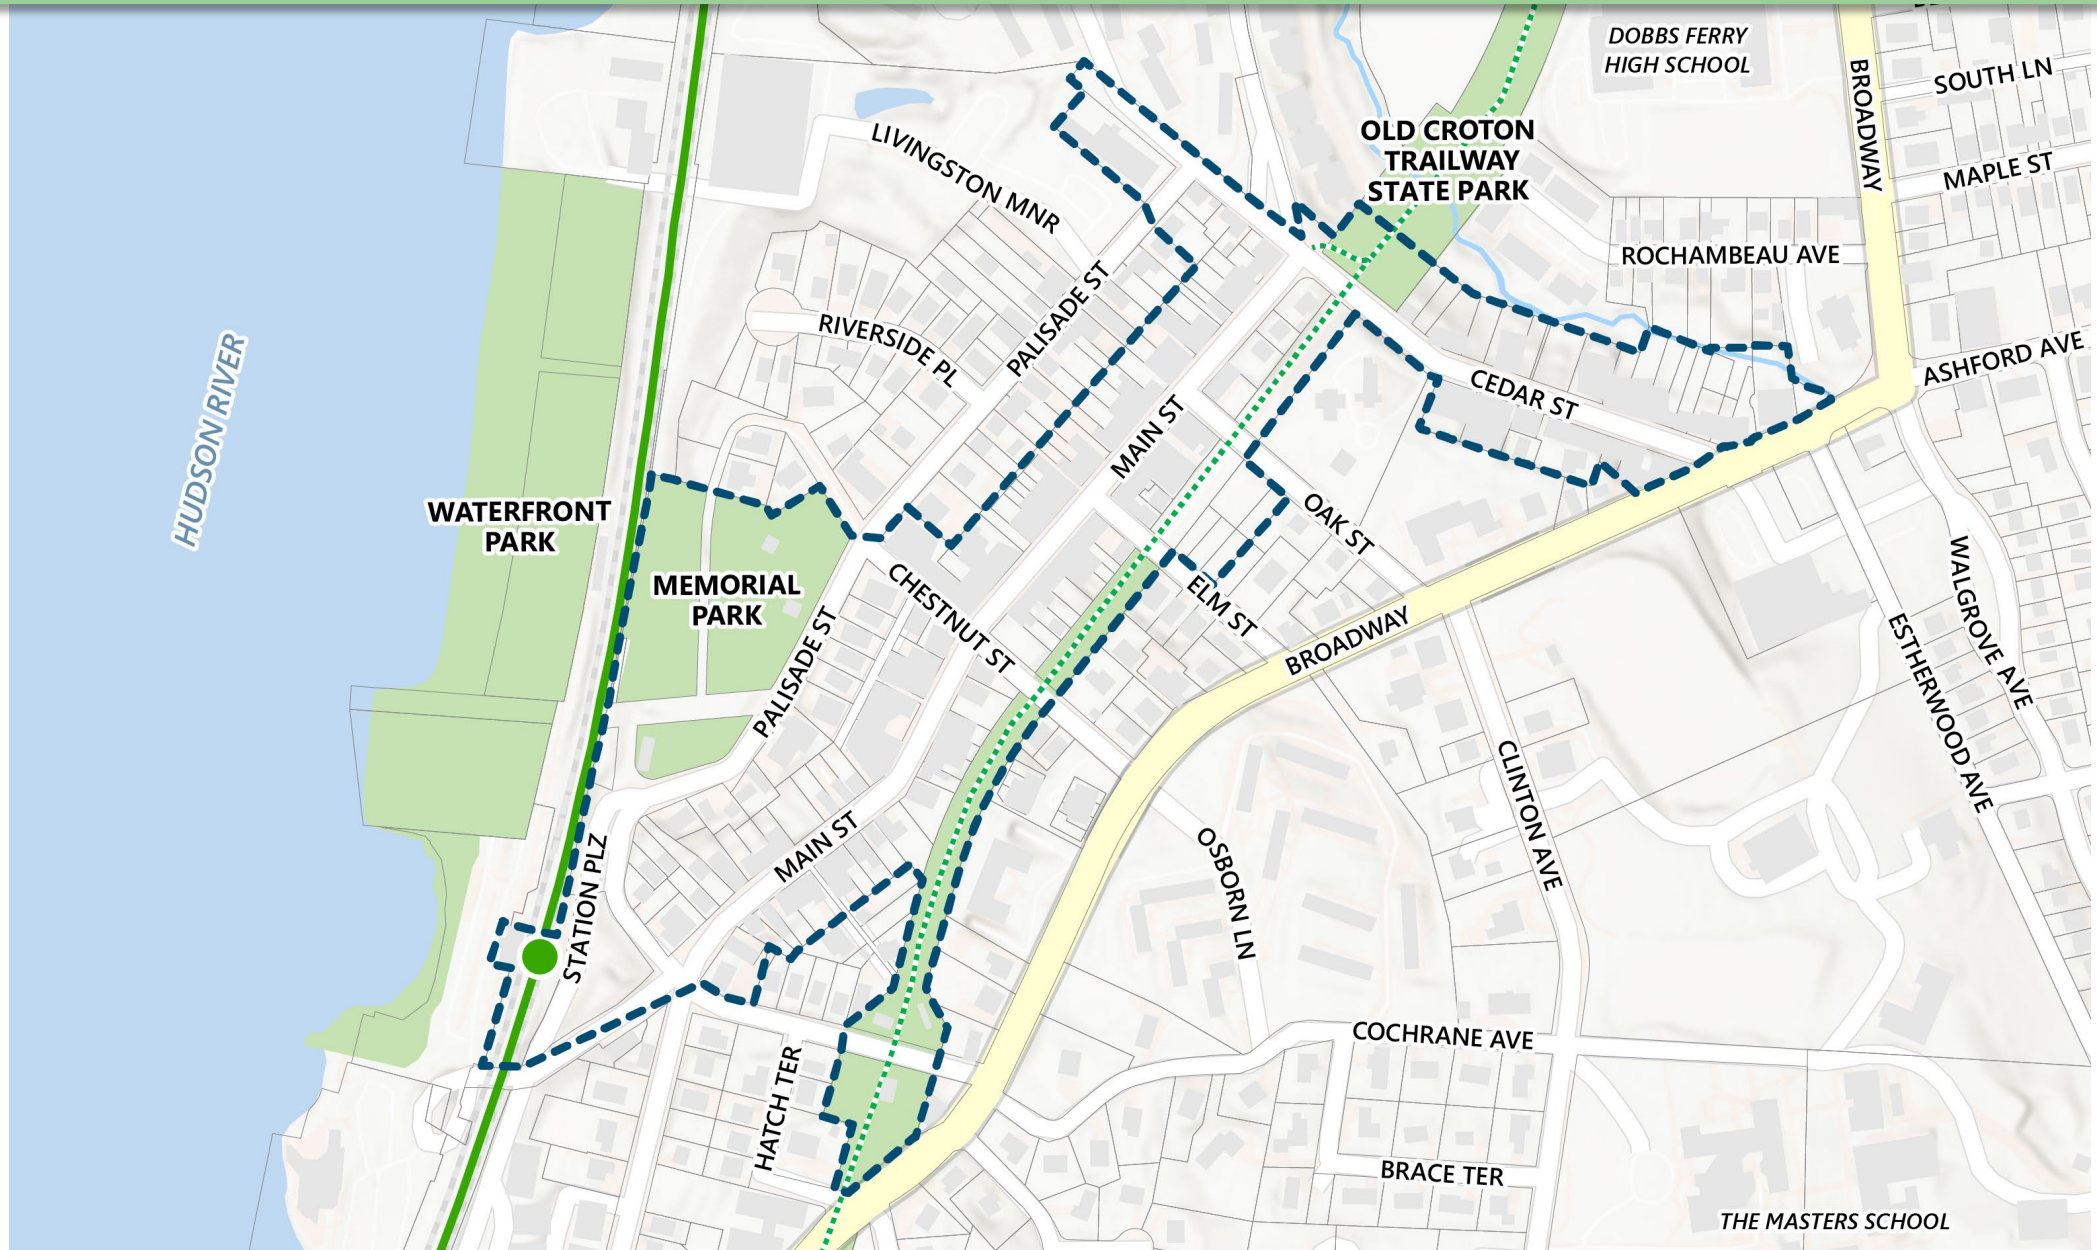 DOBBS FERRY
HIGH SCHOOL
BROADWAY
SOUTH LN
MAPLE ST
OLD CROTON
TRAILWAY
STATE PARK
LIVINGSTON MNR
ROCHAMBEAU AVE
PALISADE ST
RIVERSIDE PL
ASHFORD AVE
CEDAR ST
HUDSON RIVER
MAIN ST
WATERFRONT
PARK
OAK ST
MEMORIAL
PARK
CHESTNUT ST
ELM ST
BROADWAY
WALGROVE AVE
ESTHERWOOD AVE
PALISADE ST
CLINTON AVE
MAIN ST
STATION PLZ
OSBORN LN
COCHRANE AVE
HATCH TER
BRACE TER
THE MASTERS SCHOOL